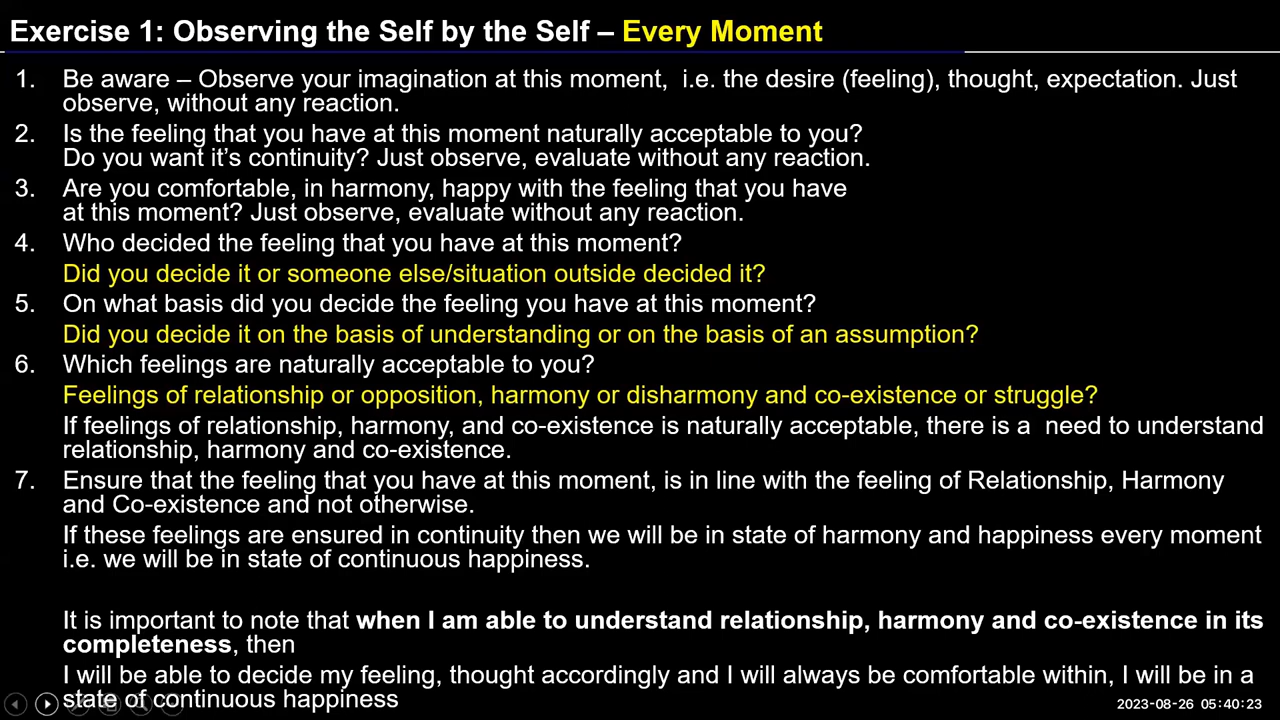 Exercise 1: Observing the Self by the Self – Every Moment
1. Be aware – Observe your imagination at this moment, i.e. the desire (feeling), thought, expectation. Just
observe, without any reaction.
2. Is the feeling that you have at this moment naturally acceptable to you?
Do you want it's continuity? Just observe, evaluate without any reaction.
3. Are you comfortable, in harmony, happy with the feeling that you have
at this moment? Just observe, evaluate without any reaction.
4. Who decided the feeling that you have at this moment?
Did you decide it or someone else/situation outside decided it?
5. On what basis did you decide the feeling you have at this moment?
Did you decide it on the basis of understanding or on the basis of an assumption?
6. Which feelings are naturally acceptable to you?
Feelings of relationship or opposition, harmony or disharmony and co-existence or struggle?
If feelings of relationship, harmony, and co-existence is naturally acceptable, there is a need to understand
relationship, harmony and co-existence.
7. Ensure that the feeling that you have at this moment, is in line with the feeling of Relationship, Harmony
and Co-existence and not otherwise.
If these feelings are ensured in continuity then we will be in state of harmony and happiness every moment
i.e. we will be in state of continuous happiness.
It is important to note that when I am able to understand relationship, harmony and co-existence in its
completeness, then
I will be able to decide my feeling, thought accordingly and I will always be comfortable within, I will be in a
state of continuous happiness
2023-08-26 05:40:23